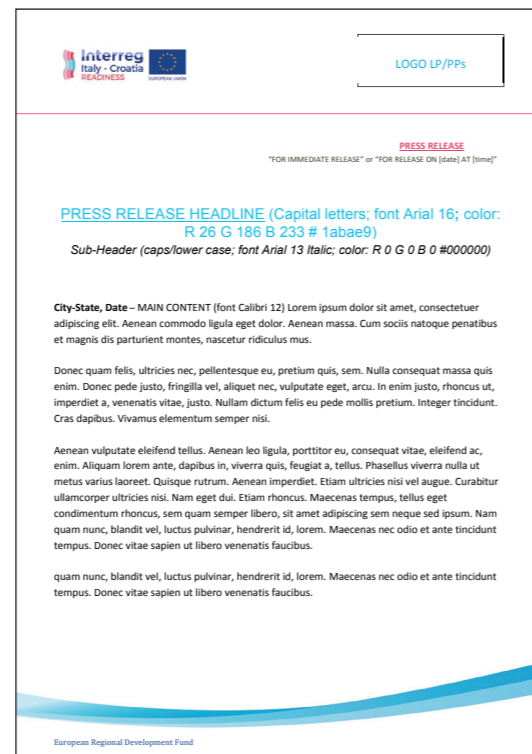 Interreg
Italy - Croatia
READINESS
EUROPEAN UNION
LOGO LP/PPs
PRESS RELEASE
"FOR IMMEDIATE RELEASE" or "FOR RELEASE ON [date] AT [time]"
PRESS RELEASE HEADLINE (Capital letters; font Arial 16; color:
R 26 G 186 B 233 # 1abae9)
Sub-Header (caps/lower case; font Arial 13 Italic; color: R 0 G 0 B 0 #000000)
City-State, Date – MAIN CONTENT (font Calibri 12) Lorem ipsum dolor sit amet, consectetuer
adipiscing elit. Aenean commodo ligula eget dolor. Aenean massa. Cum sociis natoque penatibus
et magnis dis parturient montes, nascetur ridiculus mus.
Donec quam felis, ultricies nec, pellentesque eu, pretium quis, sem. Nulla consequat massa quis
enim. Donec pede justo, fringilla vel, aliquet nec, vulputate eget, arcu. In enim justo, rhoncus ut,
imperdiet a, venenatis vitae, justo. Nullam dictum felis eu pede mollis pretium. Integer tincidunt.
Cras dapibus. Vivamus elementum semper nisi.
Aenean vulputate eleifend tellus. Aenean leo ligula, porttitor eu, consequat vitae, eleifend ac,
enim. Aliquam lorem ante, dapibus in, viverra quis, feugiat a, tellus. Phasellus viverra nulla ut
metus varius laoreet. Quisque rutrum. Aenean imperdiet. Etiam ultricies nisi vel augue. Curabitur
ullamcorper ultricies nisi. Nam eget dui. Etiam rhoncus. Maecenas tempus, tellus eget
condimentum rhoncus, sem quam semper libero, sit amet adipiscing sem neque sed ipsum. Nam
quam nunc, blandit vel, luctus pulvinar, hendrerit id, lorem. Maecenas nec odio et ante tincidunt
tempus. Donec vitae sapien ut libero venenatis faucibus.
quam nunc, blandit vel, luctus pulvinar, hendrerit id, lorem. Maecenas nec odio et ante tincidunt
tempus. Donec vitae sapien ut libero venenatis faucibus.
European Regional Development Fund